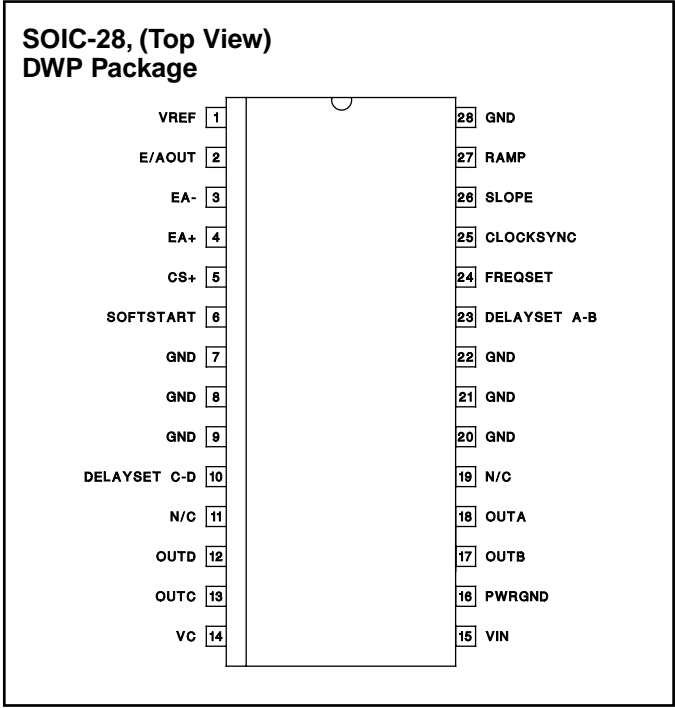 SOIC-28, (Top View)
DWP Package
VREF 1
E/AOUT 2
EA- 3
EA+ 4
CS+ 5
SOFTSTART 6
GND 7
GND 8
GND 9
DELAYSET C-D 10
N/C 11
OUTD 12
OUTC 13
VC 14
28 GND
27 RAMP
26 SLOPE
25 CLOCKSYNC
24 FREQSET
23 DELAYSET A-B
22 GND
21 GND
20 GND
19 N/C
18 OUTA
17 OUTB
16 PWRGND
15 VIN